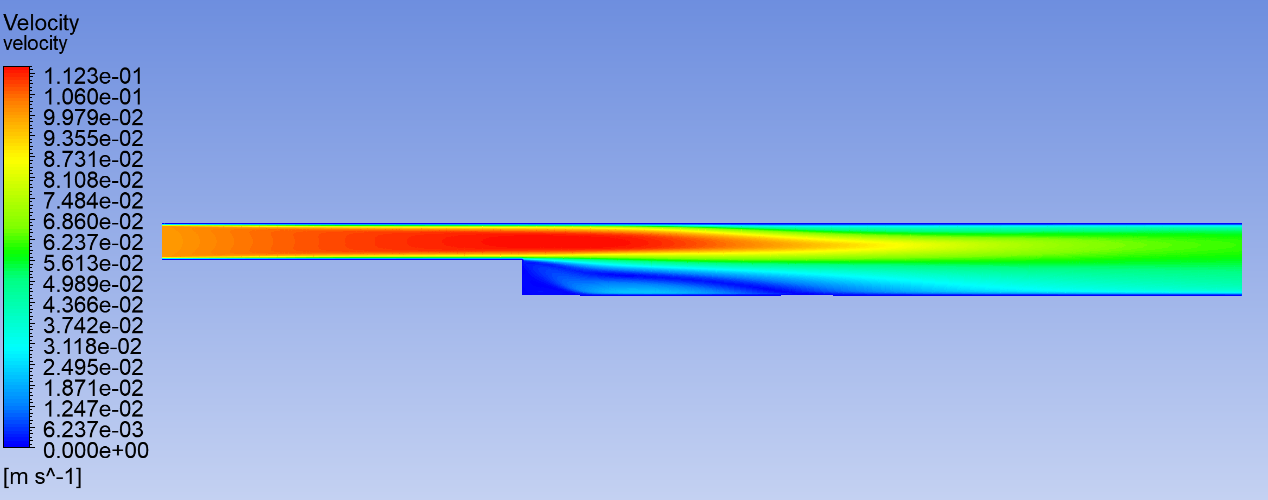 Velocity
velocity
1.123e-01
1.060e-01
9.979e-02
9.355e-02
8.731e-02
8.108e-02
7.484e-02
6.860e-02
6.237e-02
5.613e-02
4.989e-02
4.366e-02
3.742e-02
3.118e-02
2.495e-02
1.871e-02
1.247e-02
6.237e-03
0.000e+00
[m s^-1]